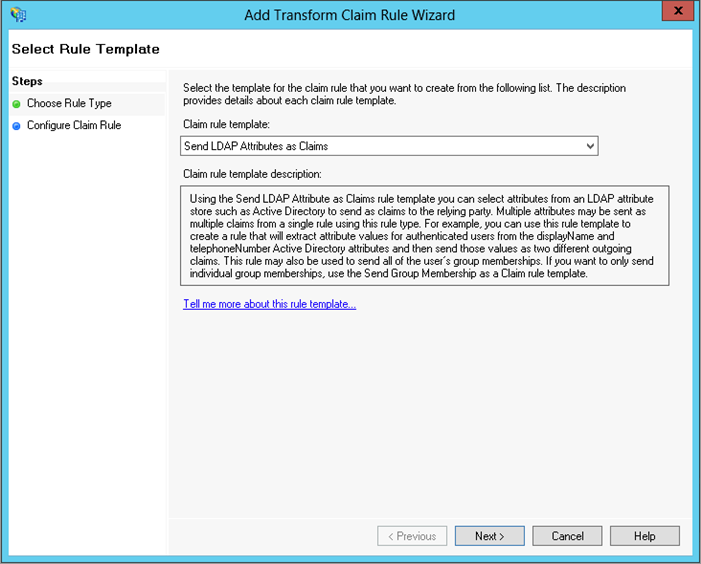 Add Transform Claim Rule Wizard
x
Select Rule Template
Steps
Choose Rule Type
Configure Claim Rule
Select the template for the claim rule that you want to create from the following list. The description
provides details about each claim rule template.
Claim rule template:
Send LDAP Attributes as Claims
Claim rule template description:
Using the Send LDAP Attribute as Claims rule template you can select attributes from an LDAP attribute
store such as Active Directory to send as claims to the relying party. Multiple attributes may be sent as
multiple claims from a single rule using this rule type. For example, you can use this rule template to
create a rule that will extract attribute values for authenticated users from the displayName and
telephoneNumber Active Directory attributes and then send those values as two different outgoing
claims. This rule may also be used to send all of the user's group memberships. If you want to only send
individual group memberships, use the Send Group Membership as a Claim rule template.
Tell me more about this rule template...
< Previous
Next >
Cancel
Help